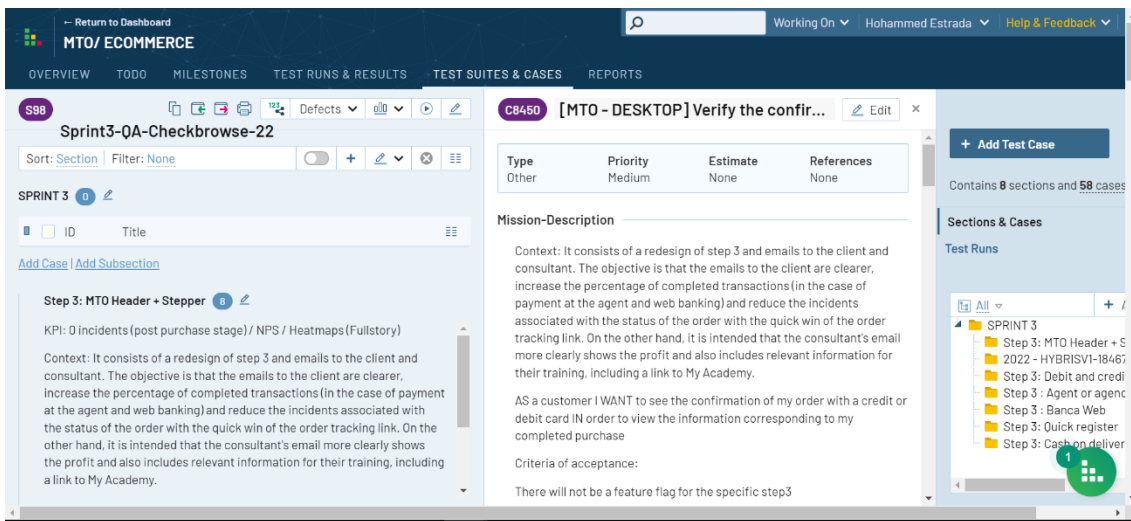 ← Return to Dashboard
MTO/ ECOMMERCE
Working On
Hohammed Estrada
Help & Feedback
OVERVIEW
TODO
MILESTONES
TEST RUNS & RESULTS
TEST SUITES & CASES
REPORTS
S98
123
Defects
Sprint3-QA-Checkbrowse-22
Sort: Section
Filter: None
SPRINT 3
0
ID
Title
Add Case | Add Subsection
Step 3: MTO Header + Stepper
8
KPI: 0 incidents (post purchase stage) / NPS / Heatmaps (Fullstory)
Context: It consists of a redesign of step 3 and emails to the client and
consultant. The objective is that the emails to the client are clearer,
increase the percentage of completed transactions (in the case of payment
at the agent and web banking) and reduce the incidents associated with
the status of the order with the quick win of the order tracking link. On the
other hand, it is intended that the consultant's email more clearly shows
the profit and also includes relevant information for their training, including
a link to My Academy.
C8450
[MTO - DESKTOP] Verify the confir...
Edit
×
Type
Priority
Estimate
References
Other
Medium
None
None
Mission-Description
Context: It consists of a redesign of step 3 and emails to the client and
consultant. The objective is that the emails to the client are clearer,
increase the percentage of completed transactions (in the case of
payment at the agent and web banking) and reduce the incidents
associated with the status of the order with the quick win of the order
tracking link. On the other hand, it is intended that the consultant's email
more clearly shows the profit and also includes relevant information for
their training, including a link to My Academy.
AS a customer I WANT to see the confirmation of my order with a credit or
debit card IN order to view the information corresponding to my
completed purchase
Criteria of acceptance:
There will not be a feature flag for the specific step3
+ Add Test Case
Contains 8 sections and 58 cases
Sections & Cases
Test Runs
All
+
SPRINT 3
Step 3: MTO Header + S
2022 - HYBRISV1-18467
Step 3: Debit and credi
Step 3 : Agent or agenc
Step 3 : Banca Web
Step 3: Quick register
Step 3: Cash on deliver
1